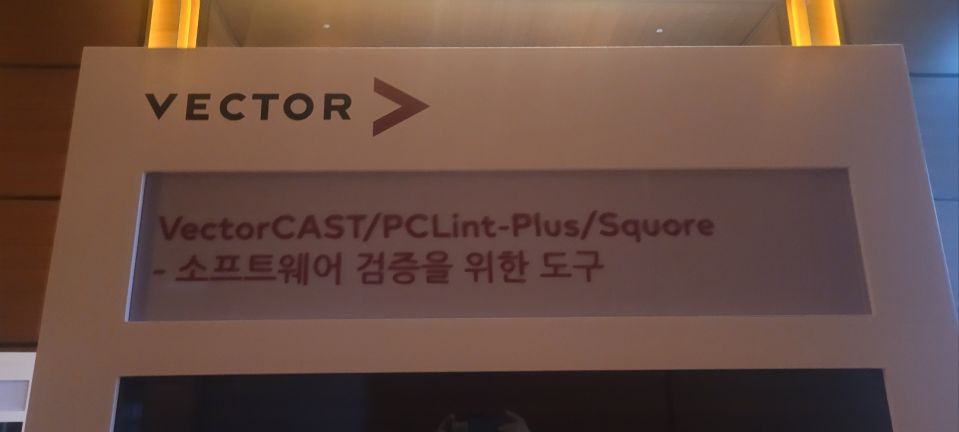 VECTOR
VectorCAST/PCLint-Plus/Squore
- 소프트웨어 검증을 위한 도구